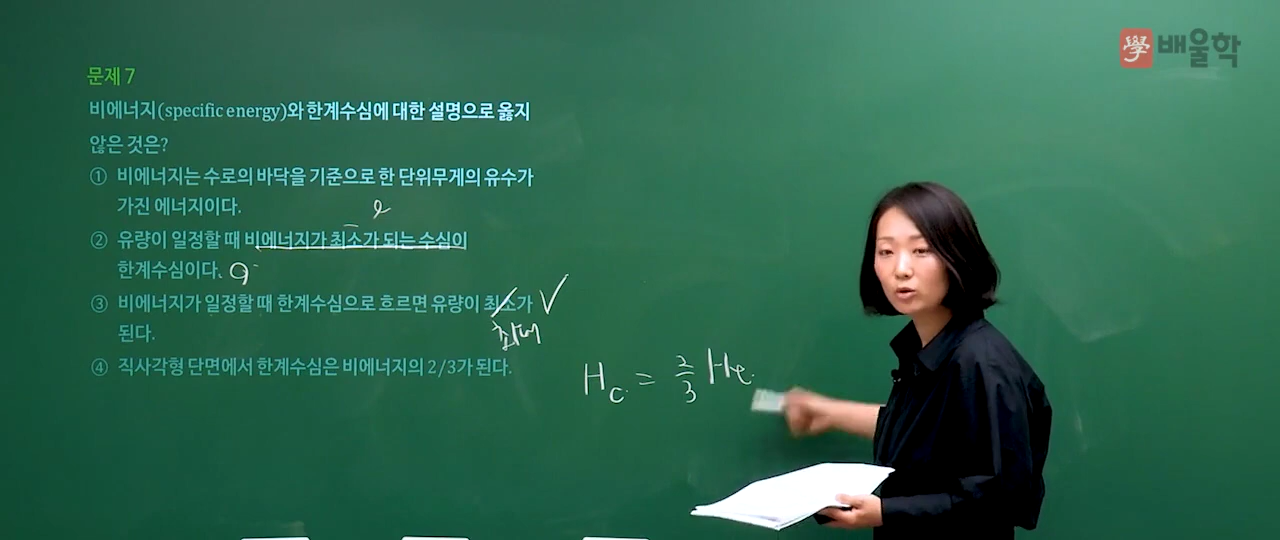 學 배울학
문제 7
비에너지(specific energy)와 한계수심에 대한 설명으로 옳지
않은 것은?
① 비에너지는 수로의 바닥을 기준으로 한 단위무게의 유수가
가진 에너지이다.
② 유량이 일정할 때 비에너지가 최소가 되는 수심이
한계수심이다.
③ 비에너지가 일정할 때 한계수심으로 흐르면 유량이 최소가
된다.
최대
④ 직사각형 단면에서 한계수심은 비에너지의 2/3가 된다.
H_c = 2/3 H_e